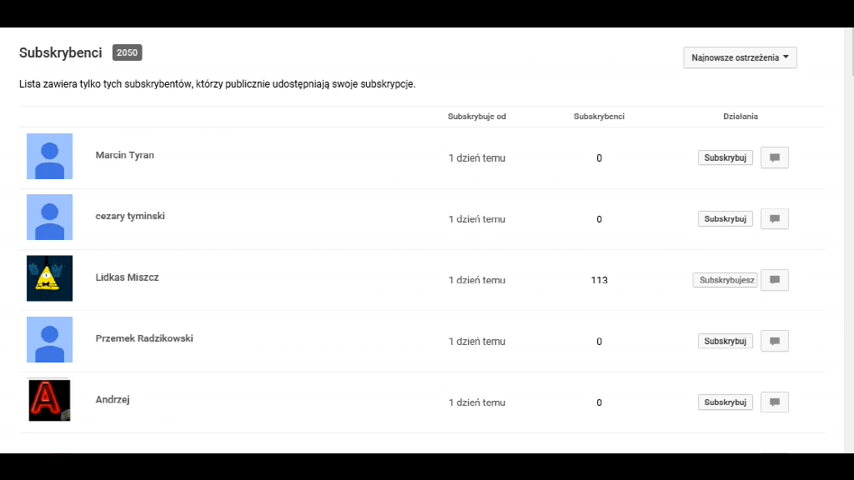 Subskrybenci 2050
Najnowsze ostrzeżenia
Lista zawiera tylko tych subskrybentów, którzy publicznie udostępniają swoje subskrypcje.
Subskrybuje od Subskrybenci Działania
Marcin Tyran 1 dzień temu 0 Subskrybuj
cezary tyminski 1 dzień temu 0 Subskrybuj
Lidkas Miszcz 1 dzień temu 113 Subskrybujesz
Przemek Radzikowski 1 dzień temu 0 Subskrybuj
A Andrzej 1 dzień temu 0 Subskrybuj